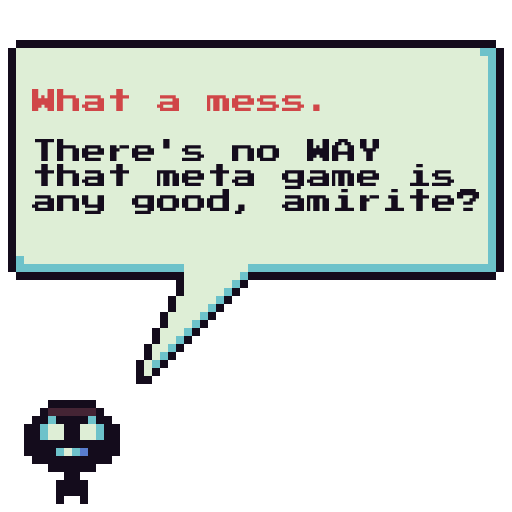 What a mess.
There's no WAY
that meta game is
any good, amirite?